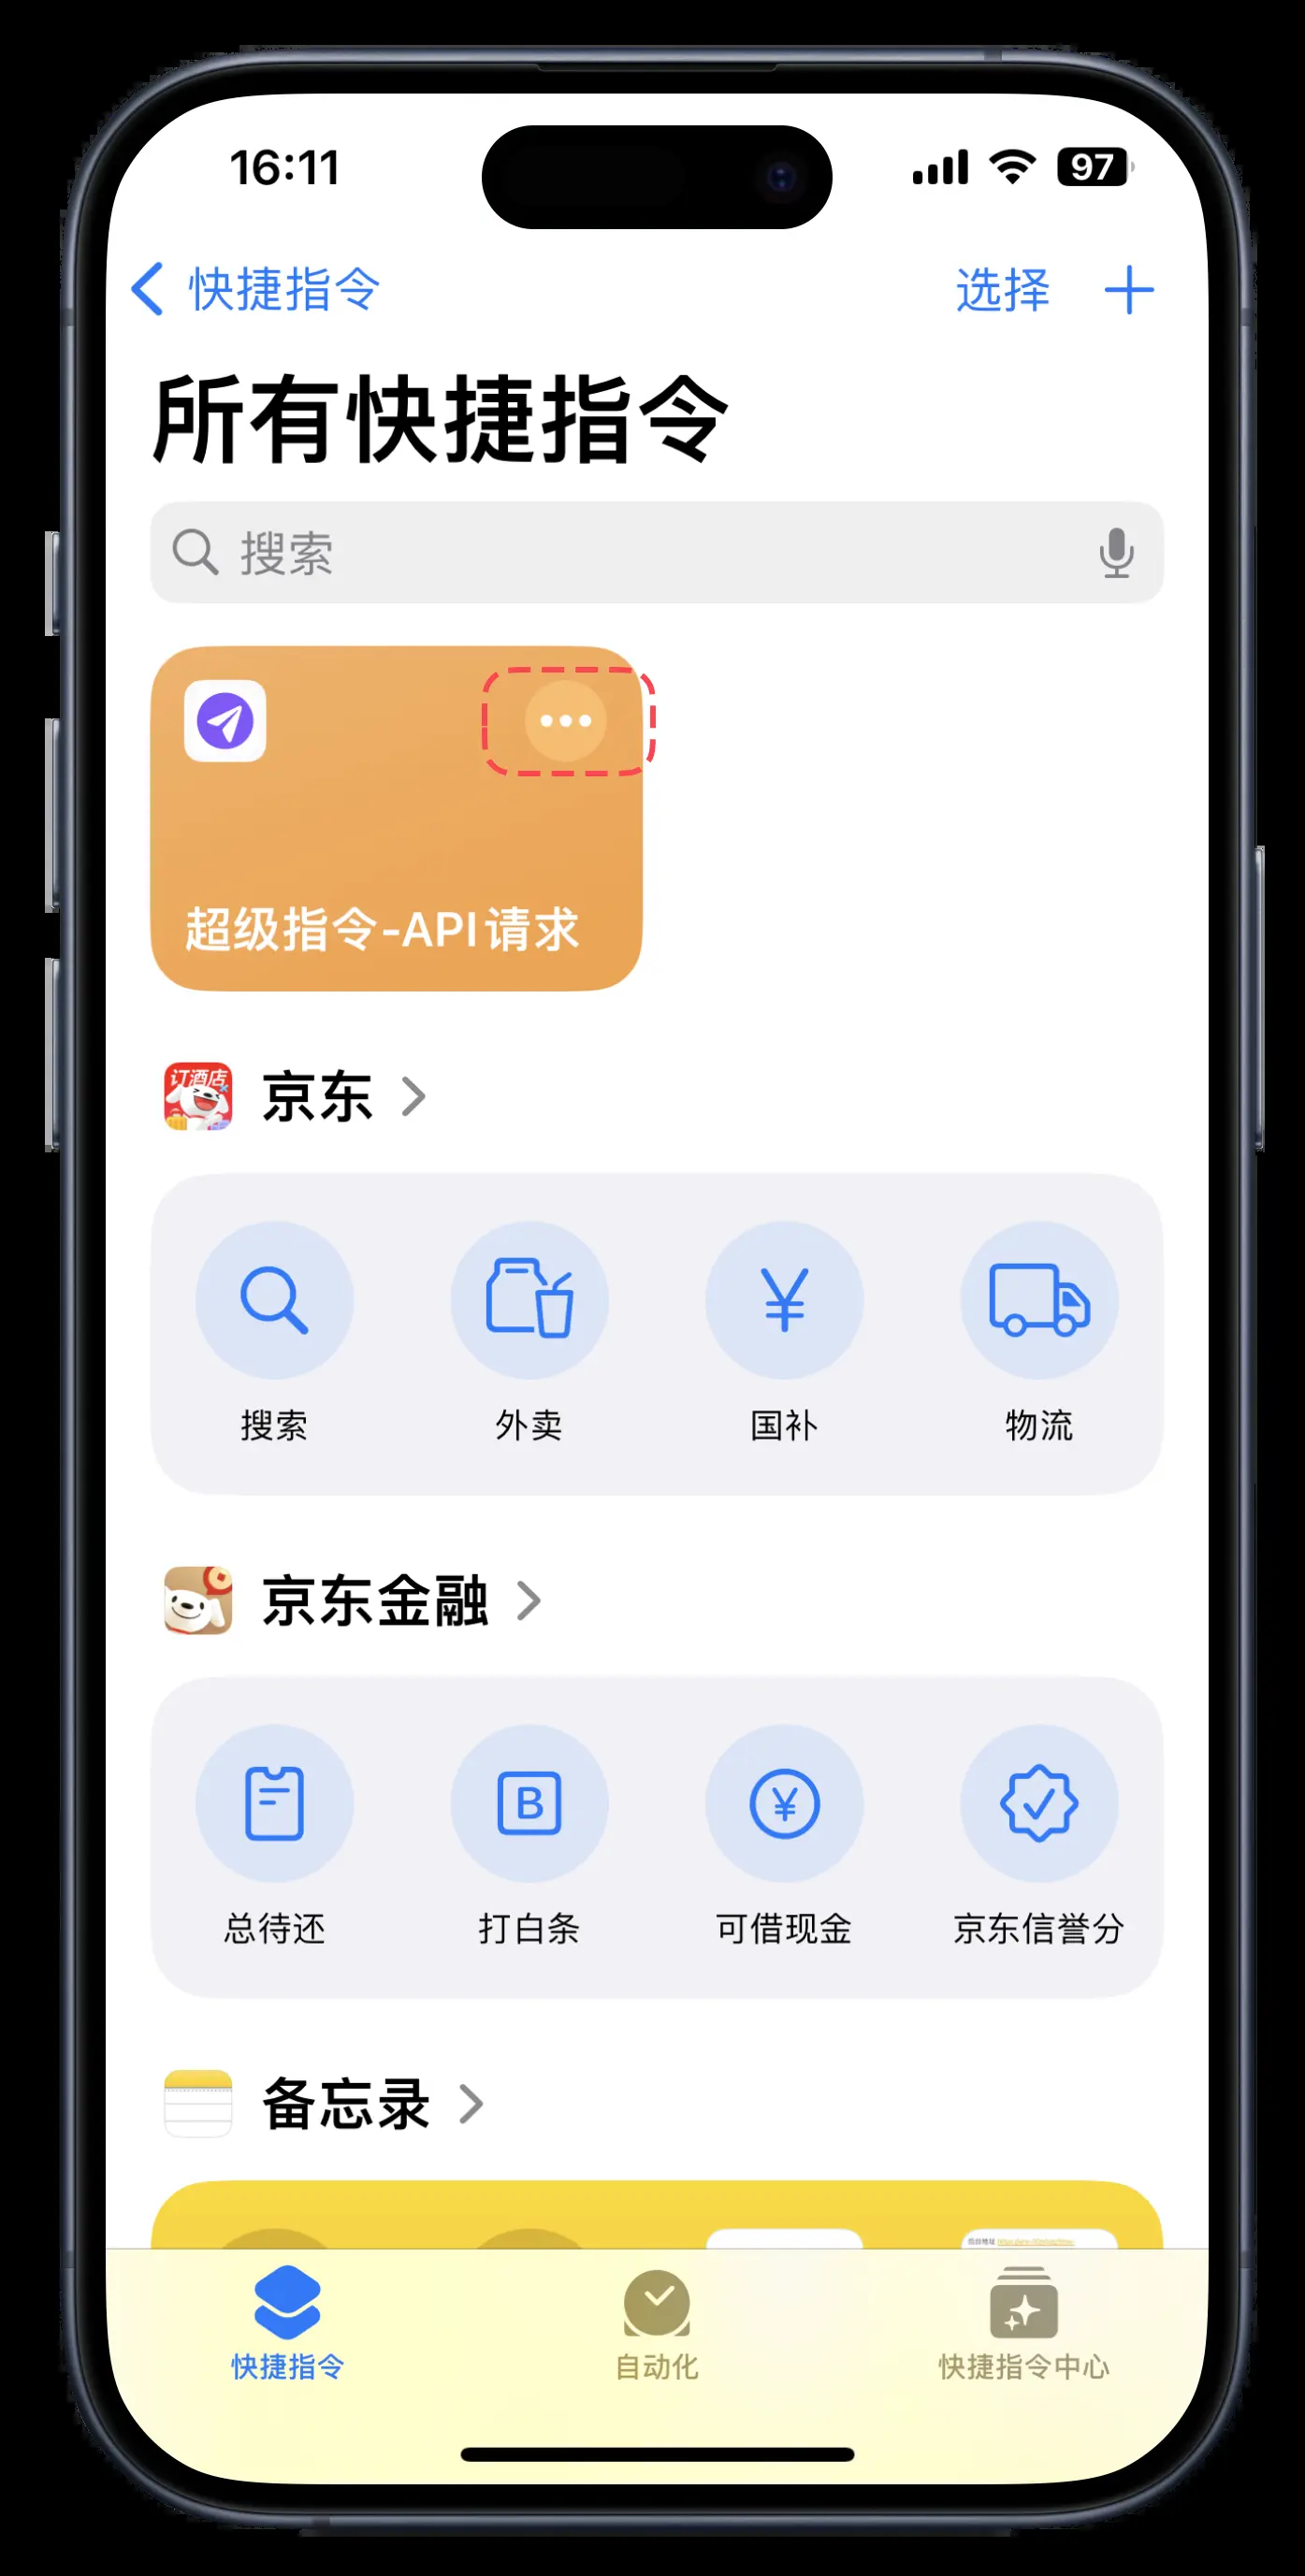 16:11
97
快捷指令
选择
所有快捷指令
搜索
超级指令-API请求
订酒店
京东
搜索
外卖
国补
物流
京东金融
B
总待还
打白条
可借现金
京东信誉分
备忘录
快捷指令
自动化
快捷指令中心